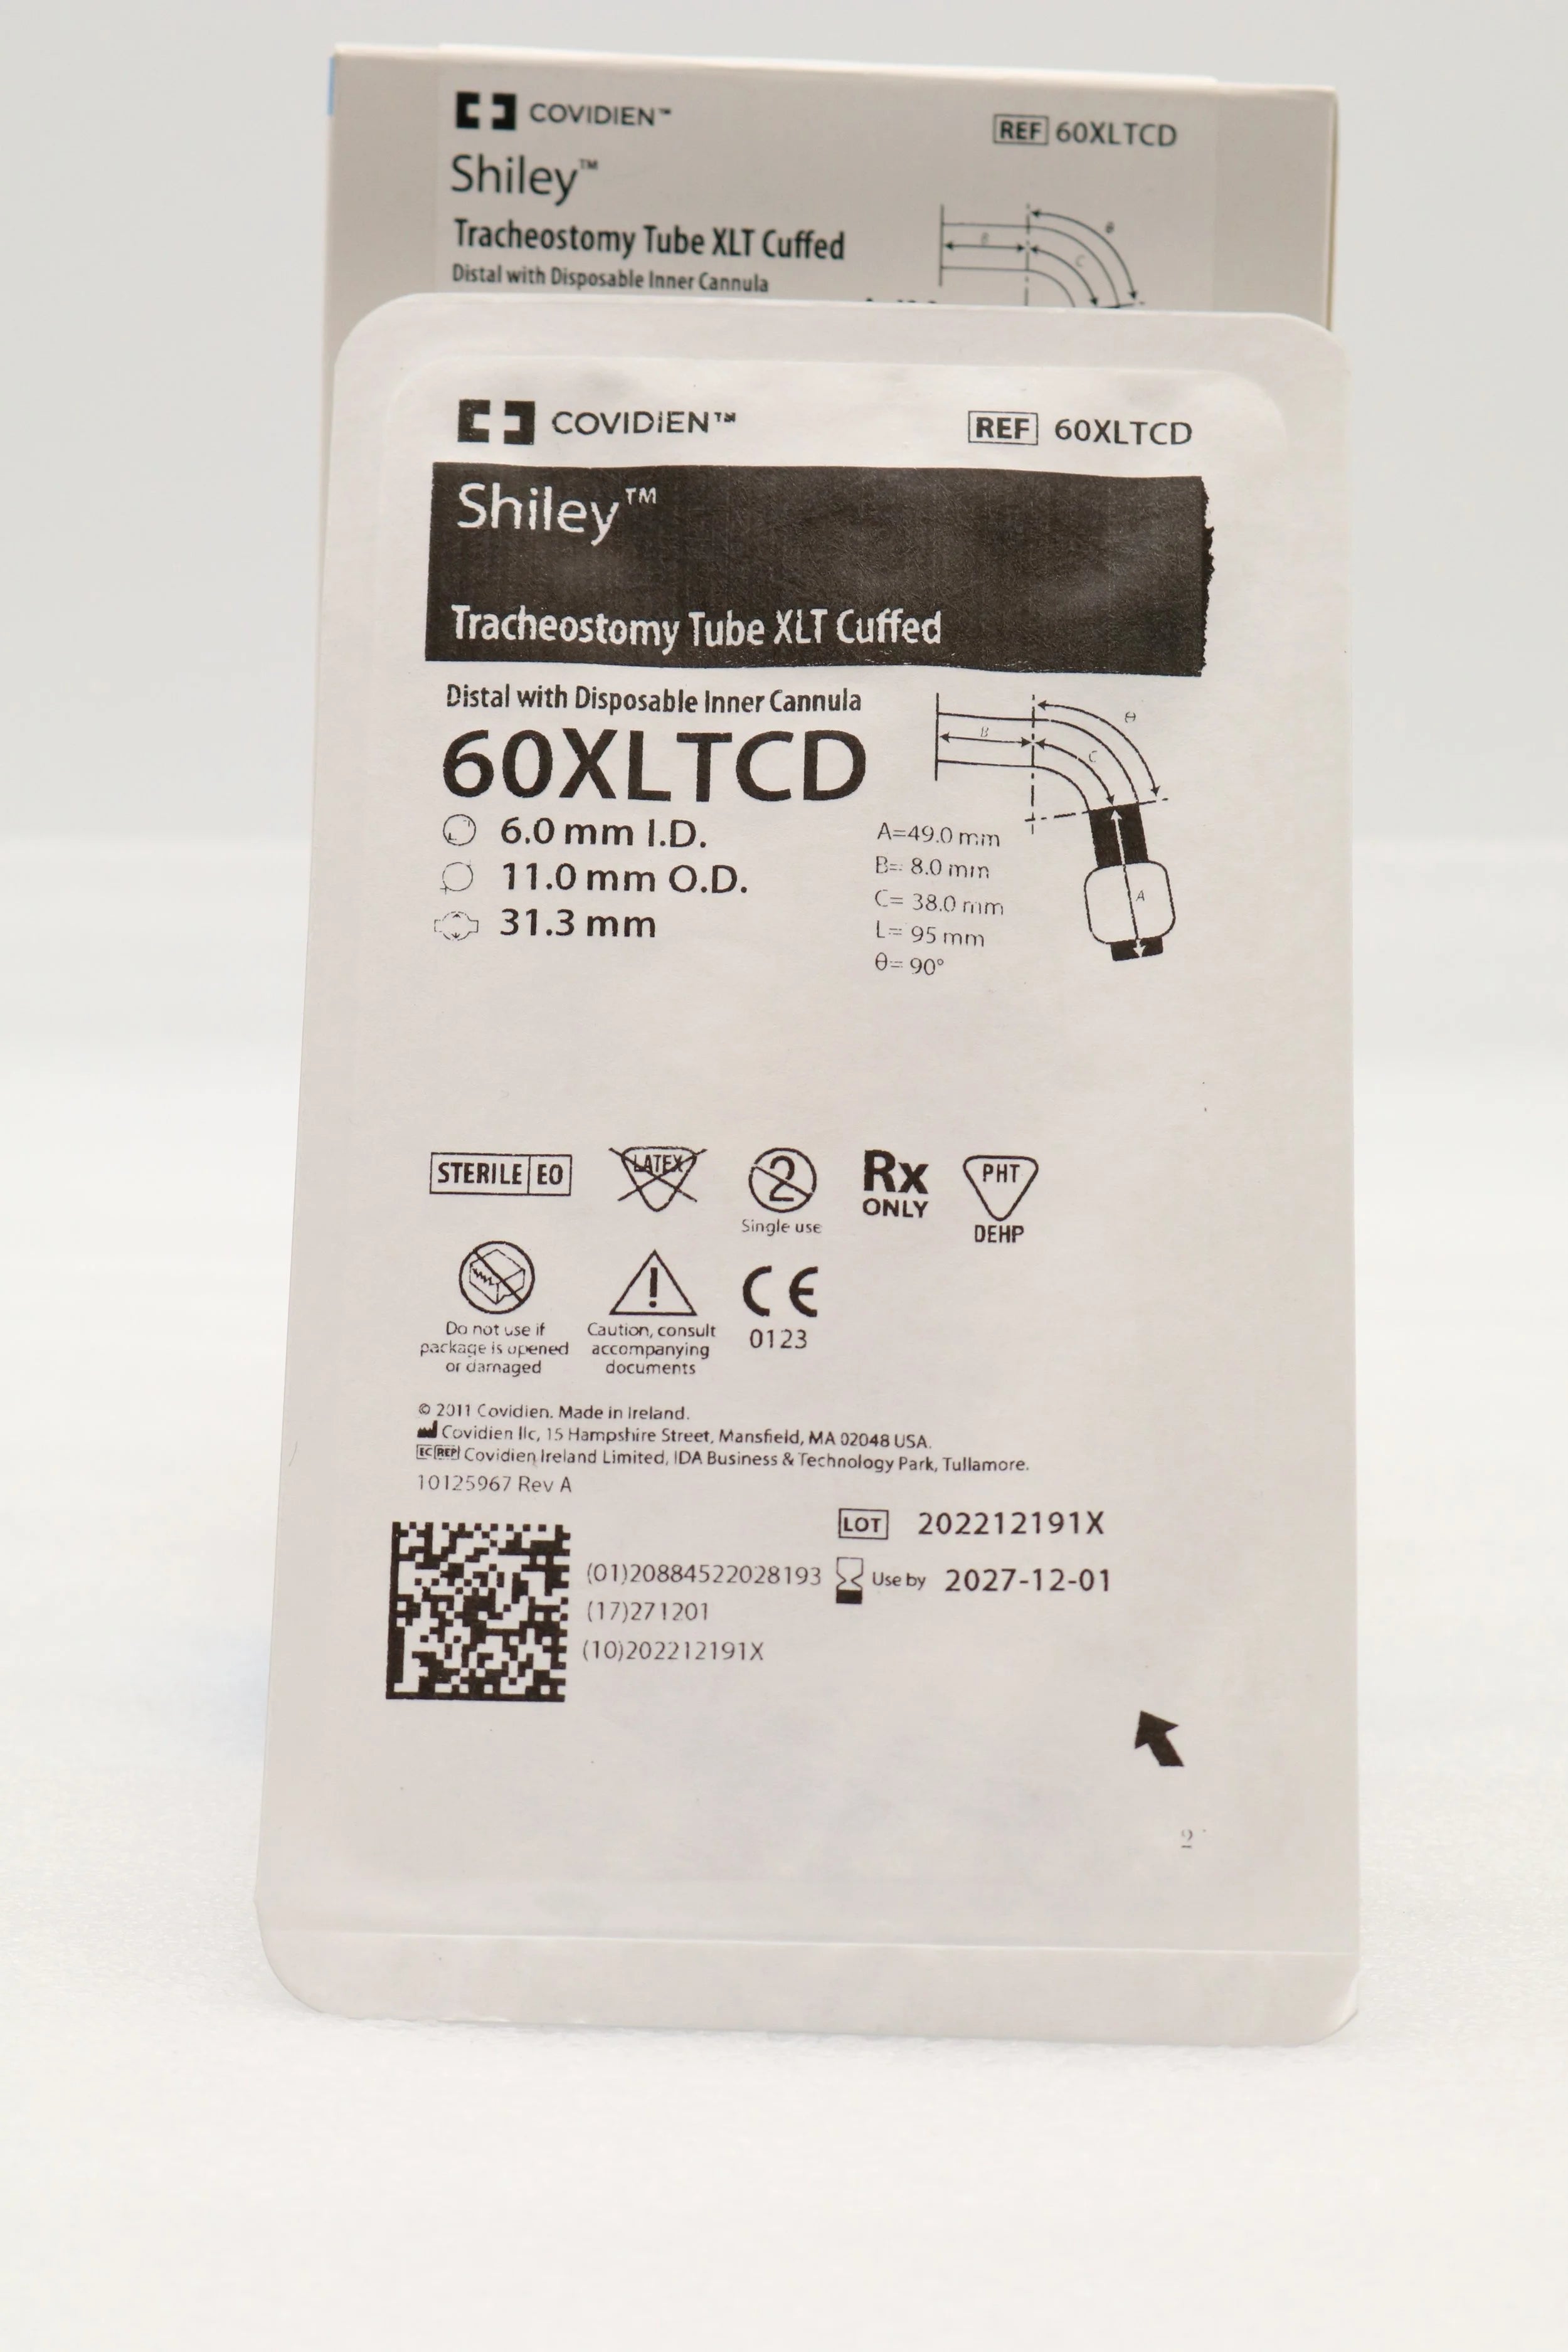 COVIDIEN™
REF 60XLTCD
Shiley™
Tracheostomy Tube XLT Cuffed
Distal with Disposable Inner Cannula
B
C
θ
COVIDIEN™
REF 60XLTCD
Shiley™
Tracheostomy Tube XLT Cuffed
Distal with Disposable Inner Cannula
60XLTCD
6.0 mm I.D.
11.0 mm O.D.
31.3 mm
B
C
θ
A
A=49.0 mm
B= 8.0 mm
C= 38.0 mm
L= 95 mm
θ= 90°
STERILE EO
LATEX
2
Single use
Rx
ONLY
PHT
DEHP
Do not use if
package is opened
or damaged
!
Caution, consult
accompanying
documents
CE
0123
© 2011 Covidien. Made in Ireland.
Covidien llc, 15 Hampshire Street, Mansfield, MA 02048 USA.
EC REP Covidien Ireland Limited, IDA Business & Technology Park, Tullamore.
10125967 Rev A
LOT 202212191X
(01)20884522028193
Use by 2027-12-01
(17)271201
(10)202212191X
2